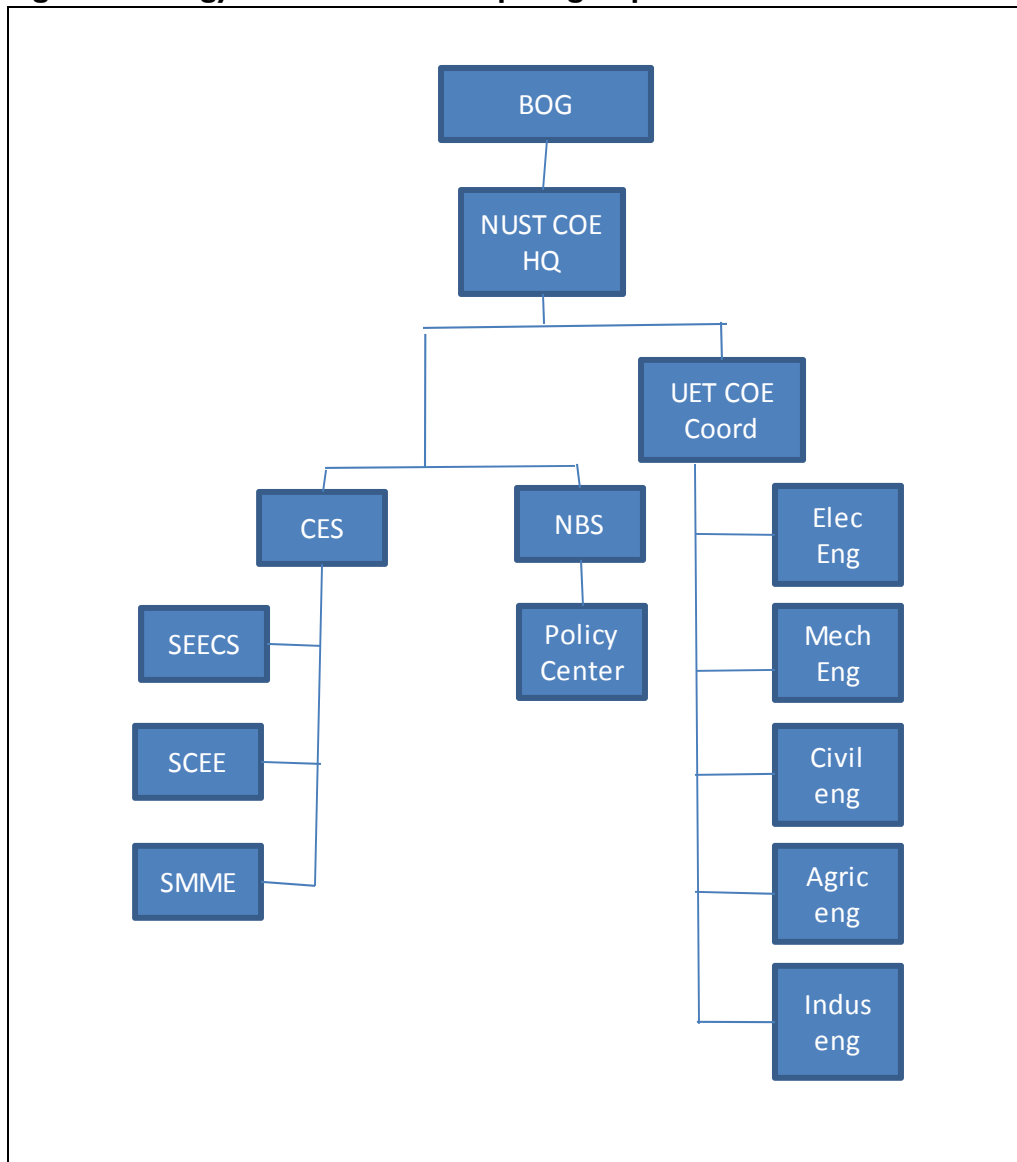 BOG
NUST COE
HQ
UET COE
Coord
CES
NBS
Elec
Eng
SEECS
Policy
Center
Mech
Eng
SCEE
Civil
eng
SMME
Agric
eng
Indus
eng